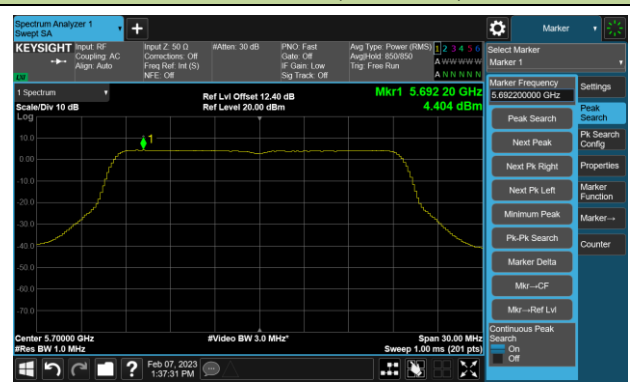 Spectrum Analyzer 1
Swept SA
Marker
KEYSIGHT
Input: RF
Coupling: AC
Align: Auto
Input Z: 50 Ω
Corrections: Off
Freq Ref: Int (S)
NFE: Off
#Atten: 30 dB
PNO: Fast
Gate: Off
IF Gain: Low
Sig Track: Off
Avg Type: Power (RMS)
Avg|Hold: 850/850
Trig: Free Run
1 2 3 4 5 6
A W W W W W
A N N N N N
LXI
Select Marker
Marker 1
1 Spectrum
Scale/Div 10 dB
Log
Ref Lvl Offset 12.40 dB
Ref Level 20.00 dBm
Mkr1 5.692 20 GHz
4.404 dBm
10.0
0.00
-10.0
-20.0
-30.0
-40.0
-50.0
-60.0
-70.0
1
Center 5.70000 GHz
#Res BW 1.0 MHz
#Video BW 3.0 MHz*
Span 30.00 MHz
Sweep 1.00 ms (201 pts)
Marker Frequency
5.692200000 GHz
Peak Search
Next Peak
Next Pk Right
Next Pk Left
Minimum Peak
Pk-Pk Search
Marker Delta
Mkr→CF
Mkr→Ref Lvl
Continuous Peak
Search
On
Off
Settings
Peak
Search
Pk Search
Config
Properties
Marker
Function
Marker→
Counter
?
Feb 07, 2023
1:37:31 PM